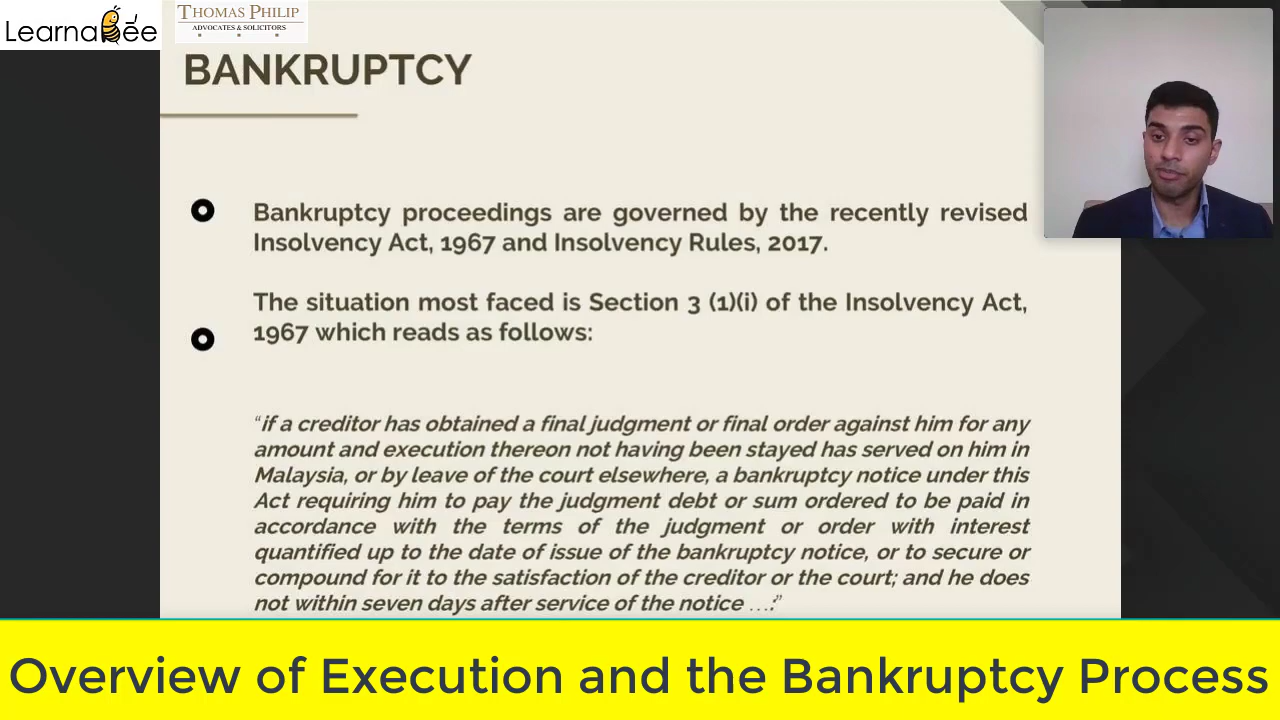 Learnabee
THOMAS PHILIP
ADVOCATES & SOLICITORS
BANKRUPTCY
Bankruptcy proceedings are governed by the recently revised
Insolvency Act, 1967 and Insolvency Rules, 2017.
The situation most faced is Section 3 (1)(i) of the Insolvency Act,
1967 which reads as follows:
“if a creditor has obtained a final judgment or final order against him for any
amount and execution thereon not having been stayed has served on him in
Malaysia, or by leave of the court elsewhere, a bankruptcy notice under this
Act requiring him to pay the judgment debt or sum ordered to be paid in
accordance with the terms of the judgment or order with interest
quantified up to the date of issue of the bankruptcy notice, or to secure or
compound for it to the satisfaction of the creditor or the court; and he does
not within seven days after service of the notice ...:”
Overview of Execution and the Bankruptcy Process